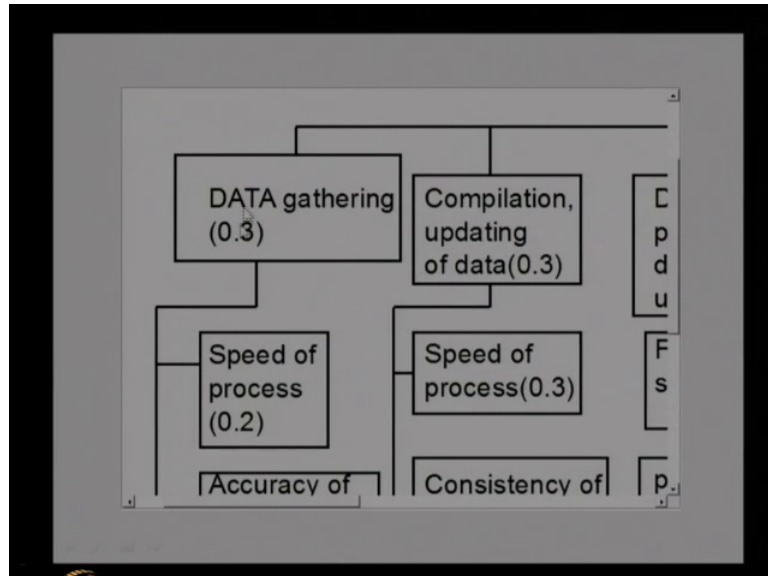 DATA gathering
(0.3)
Compilation,
updating
of data(0.3)
D
p
d
u
Speed of
process
(0.2)
Speed of
process(0.3)
F
s
Accuracy of
Consistency of
p